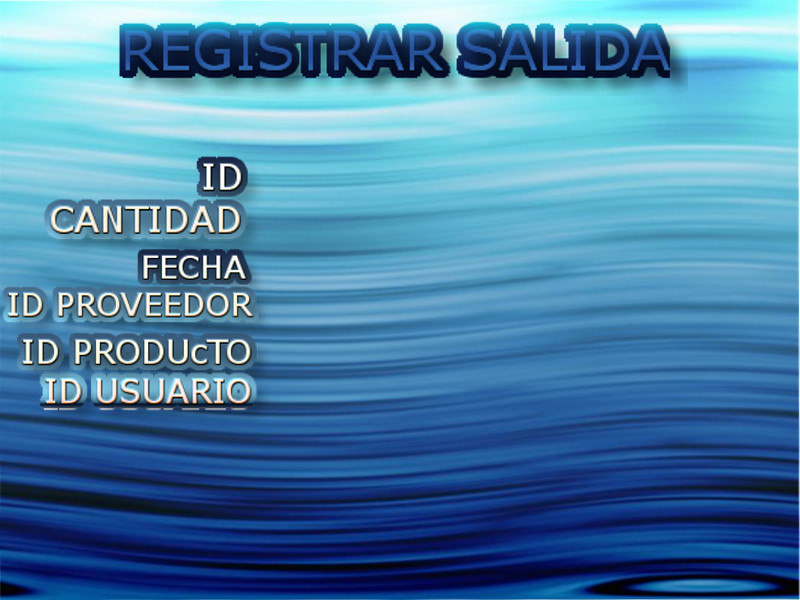 REGISTRAR SALIDA
ID
CANTIDAD
FECHA
ID PROVEEDOR
ID PRODUcTO
ID USUARIO